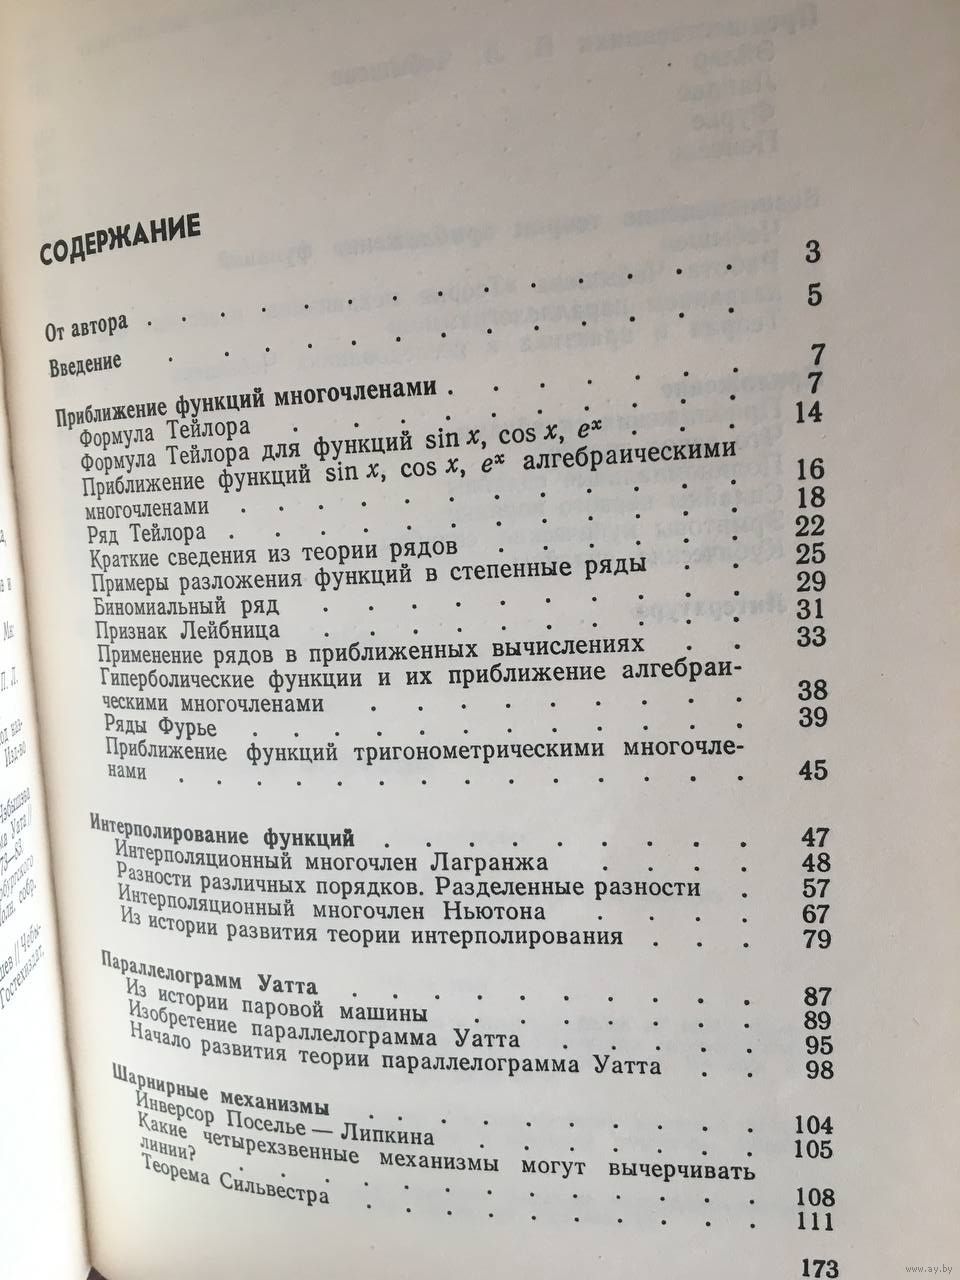 СОДЕРЖАНИЕ
От автора . . . . . . . . . . . . . . 3
Введение . . . . . . . . . . . . . . 5
Приближение функций многочленами . . . . . . . 7
Формула Тейлора . . . . . . . . . . 7
Формула Тейлора для функций sin x, cos x, eˣ . . . . 14
Приближение функций sin x, cos x, eˣ алгебраическими
многочленами . . . . . . . . . . . 16
Ряд Тейлора . . . . . . . . . . . . 18
Краткие сведения из теории рядов . . . . . . 22
Примеры разложения функций в степенные ряды . . 25
Биномиальный ряд . . . . . . . . . 29
Признак Лейбница . . . . . . . . . 31
Применение рядов в приближенных вычислениях . . 33
Гиперболические функции и их приближение алгебраи-
ческими многочленами . . . . . . . . 38
Ряды Фурье . . . . . . . . . . . 39
Приближение функций тригонометрическими многочле-
нами . . . . . . . . . . . . . 45
Интерполирование функций . . . . . . . . . 47
Интерполяционный многочлен Лагранжа . . . . 48
Разности различных порядков. Разделенные разности . 57
Интерполяционный многочлен Ньютона . . . . 67
Из истории развития теории интерполирования . . . 79
Параллелограмм Уатта . . . . . . . . . . 87
Из истории паровой машины . . . . . . . 89
Изобретение параллелограмма Уатта . . . . . 95
Начало развития теории параллелограмма Уатта . . 98
Шарнирные механизмы . . . . . . . . . . 104
Инверсор Поселье — Липкина . . . . . . . 105
Какие четырехзвенные механизмы могут вычерчивать
линии? . . . . . . . . . . . . 108
Теорема Сильвестра . . . . . . . . . 111
173
www.ay.by